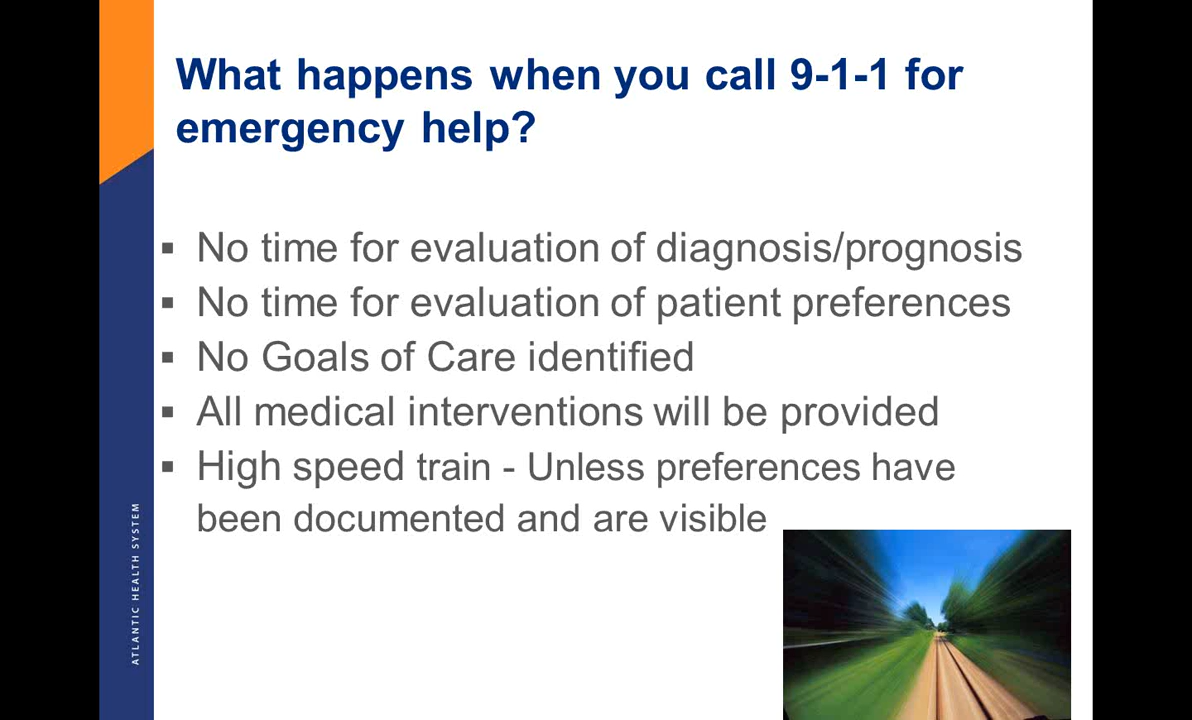 What happens when you call 9-1-1 for
emergency help?
▪ No time for evaluation of diagnosis/prognosis
▪ No time for evaluation of patient preferences
▪ No Goals of Care identified
▪ All medical interventions will be provided
▪ High speed train - Unless preferences have
been documented and are visible
ATLANTIC HEALTH SYSTEM